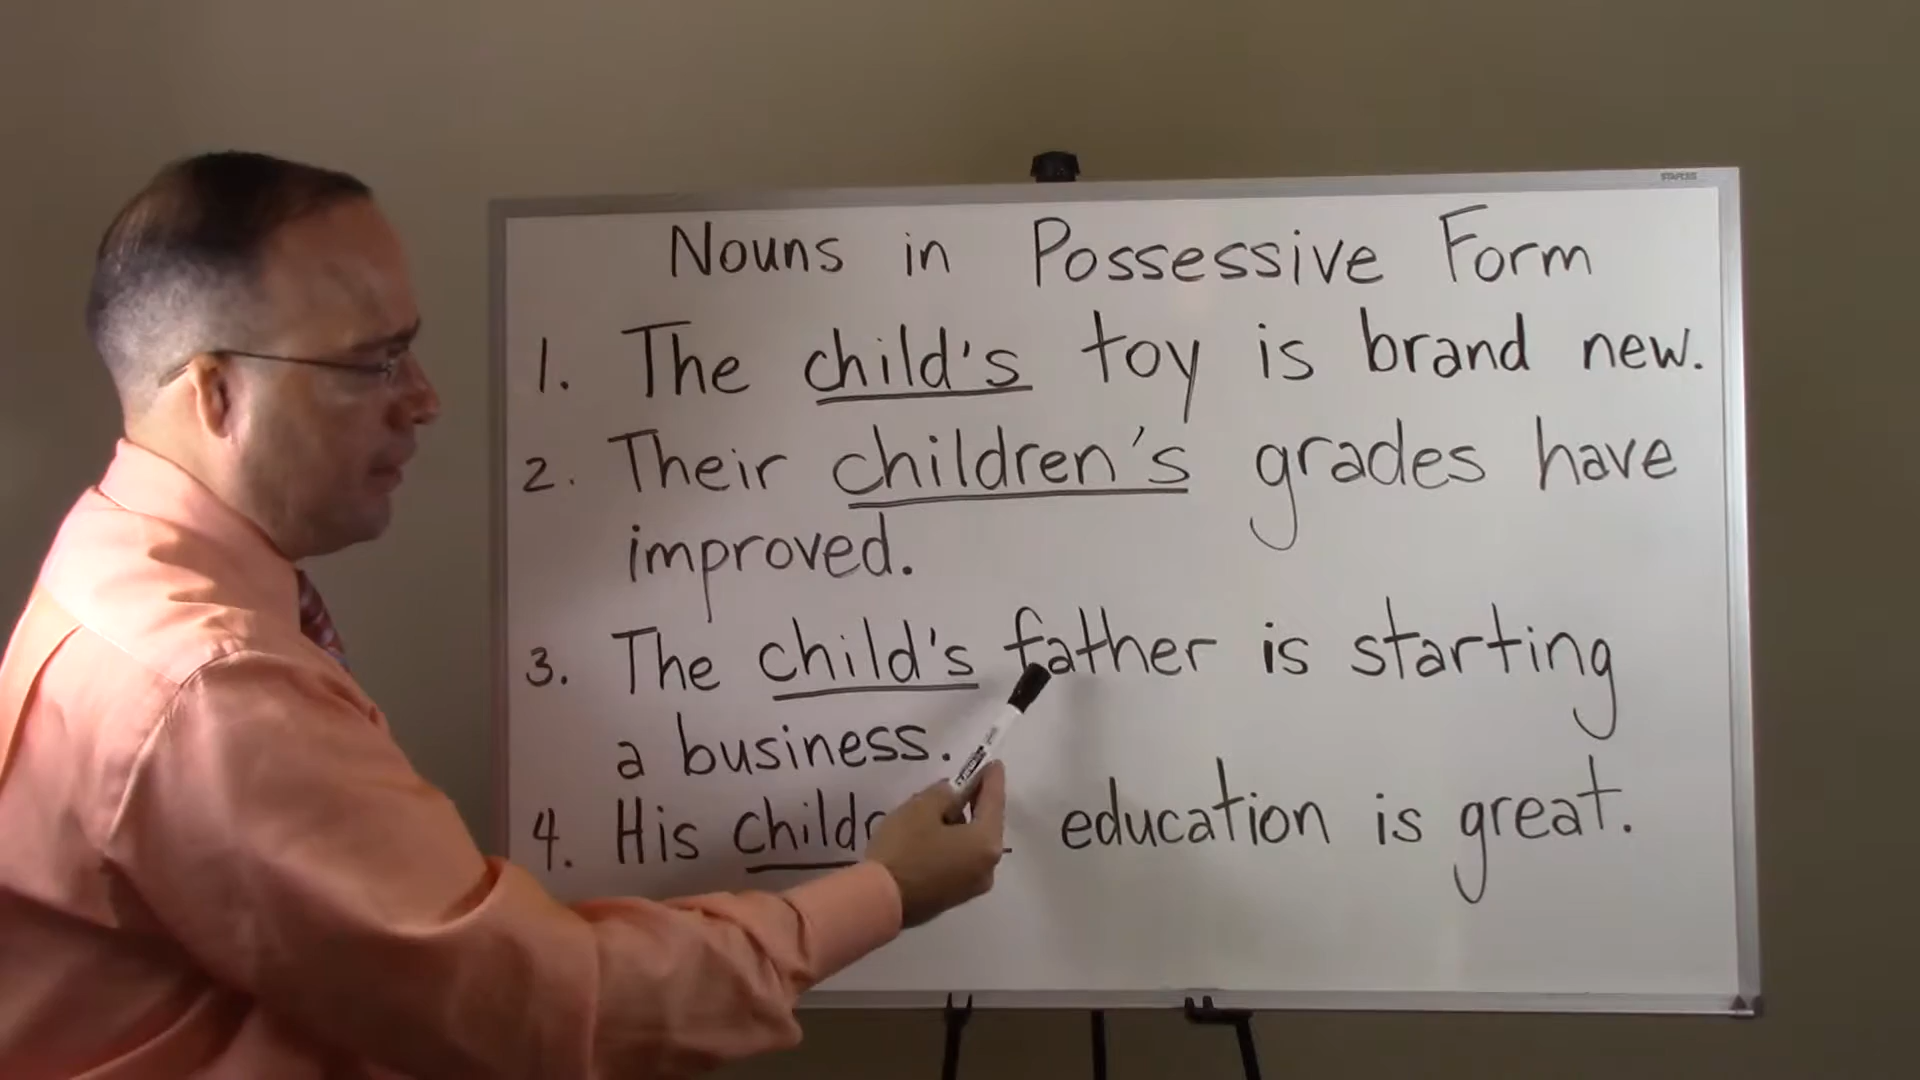 STAPLES
Nouns in Possessive Form
1. The child's toy is brand new.
2. Their children's grades have
improved.
3. The child's father is starting
a business.
4. His education is great.